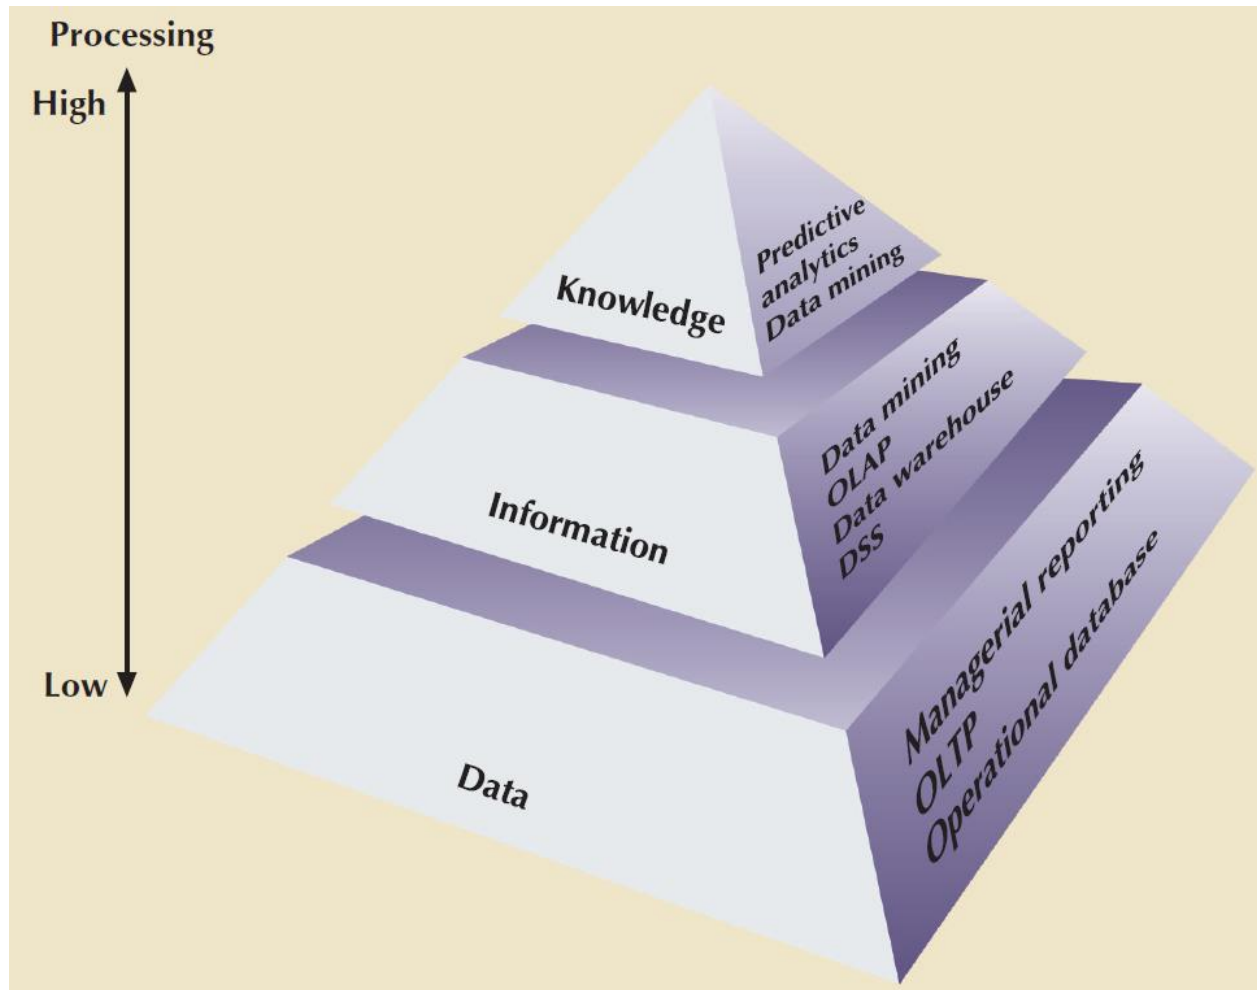 Processing
High
Low
Knowledge
Predictive
analytics
Data mining
Information
Data mining
OLAP
Data warehouse
DSS
Data
Managerial reporting
OLTP
Operational database